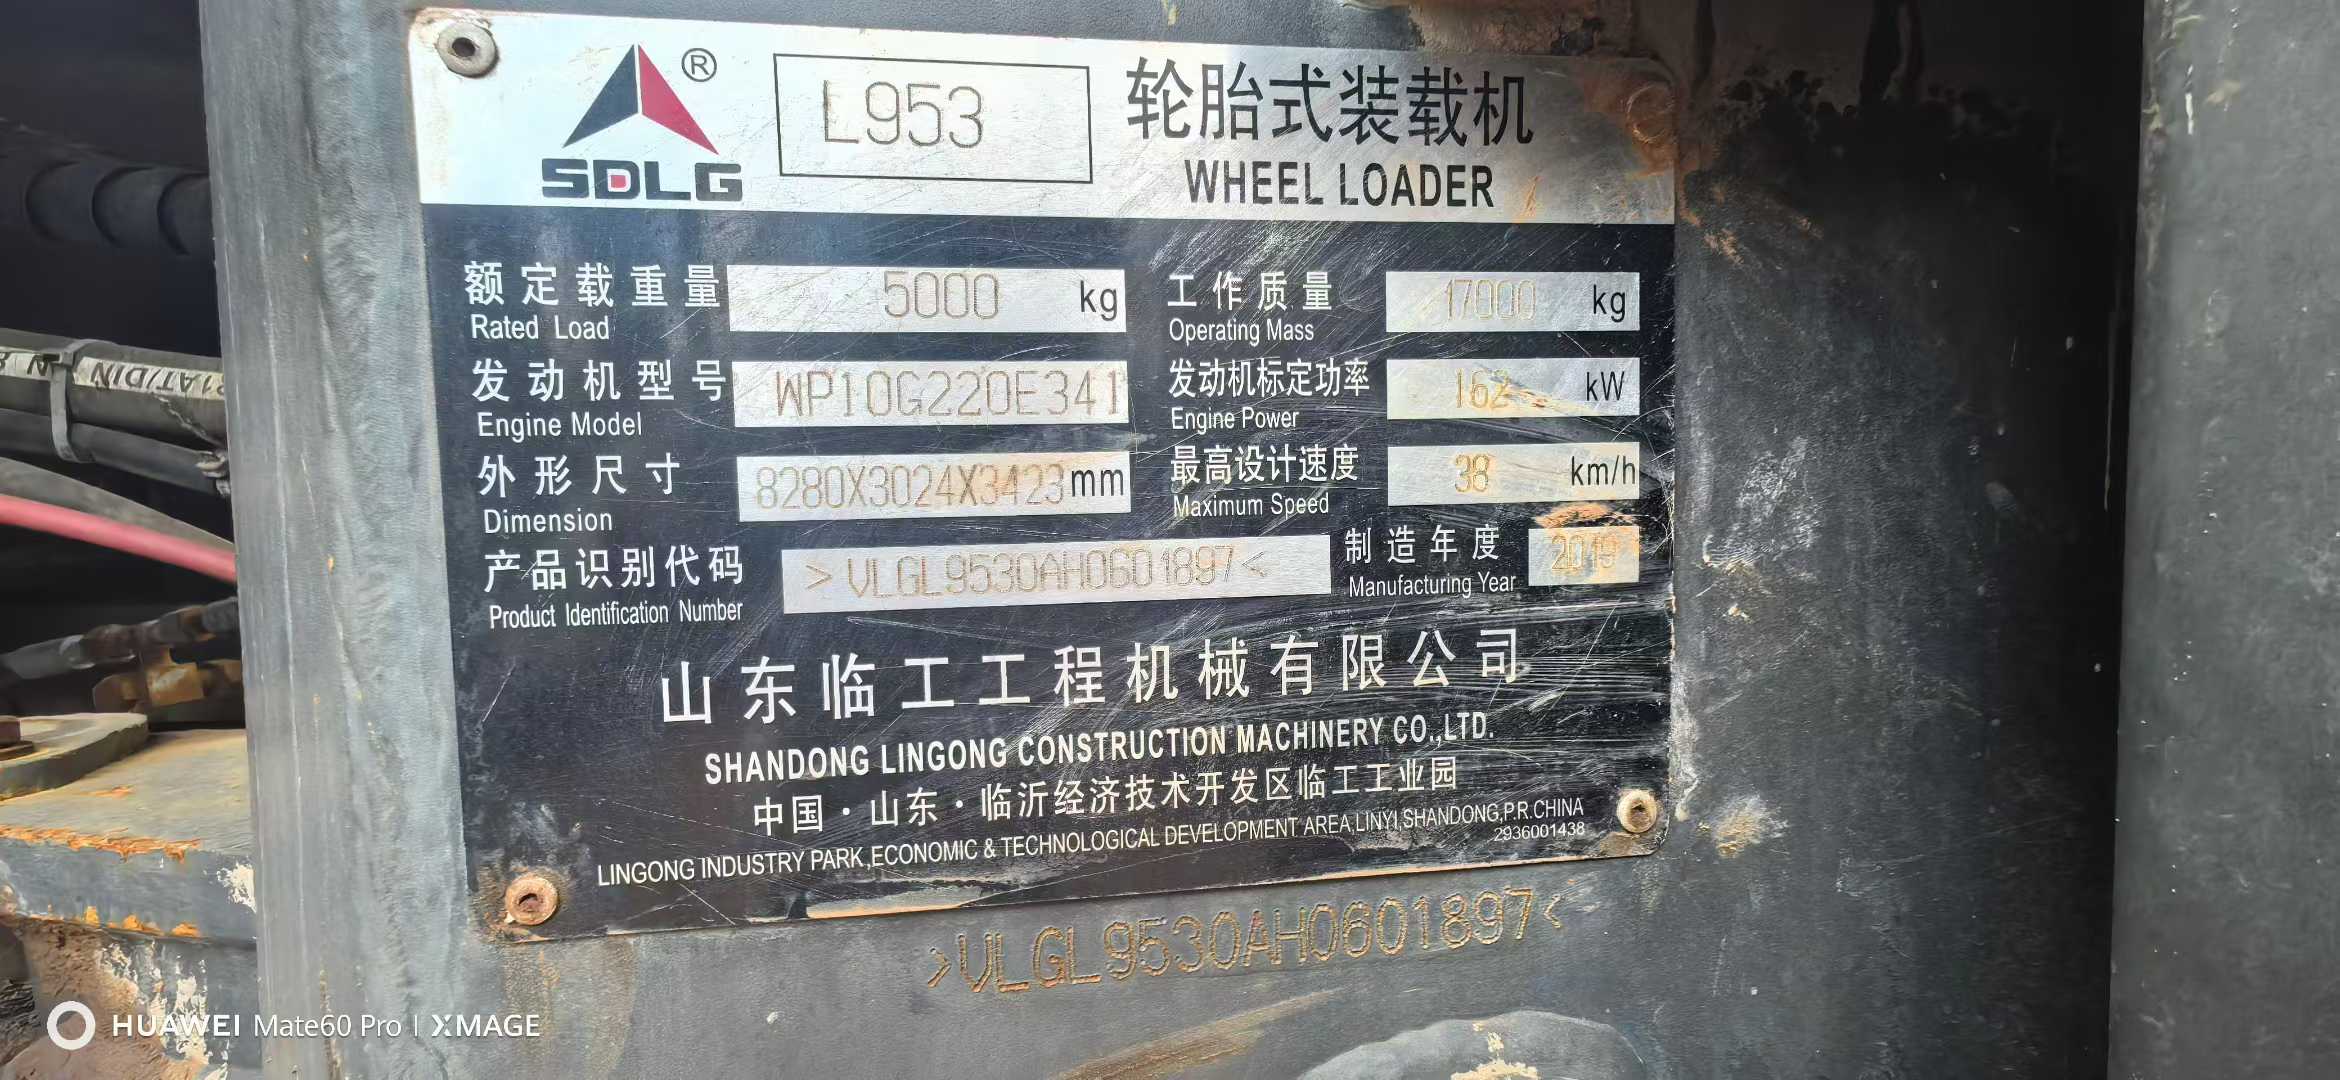 SDLG ®
L953
轮胎式装载机
WHEEL LOADER
额定载重量 5000 kg
Rated Load
工作质量 17000 kg
Operating Mass
发动机型号 WP10G220E341
Engine Model
发动机标定功率 162 kW
Engine Power
外形尺寸 8280X3024X3423 mm
Dimension
最高设计速度 38 km/h
Maximum Speed
产品识别代码 >VLGL9530AH0601897<
Product Identification Number
制造年度 2019
Manufacturing Year
山东临工工程机械有限公司
SHANDONG LINGONG CONSTRUCTION MACHINERY CO.,LTD.
中国·山东·临沂经济技术开发区临工工业园
LINGONG INDUSTRY PARK,ECONOMIC & TECHNOLOGICAL DEVELOPMENT AREA,LINYI,SHANDONG,P.R.CHINA
2936001438
>VLGL9530AH0601897<
HUAWEI Mate60 Pro | XMAGE